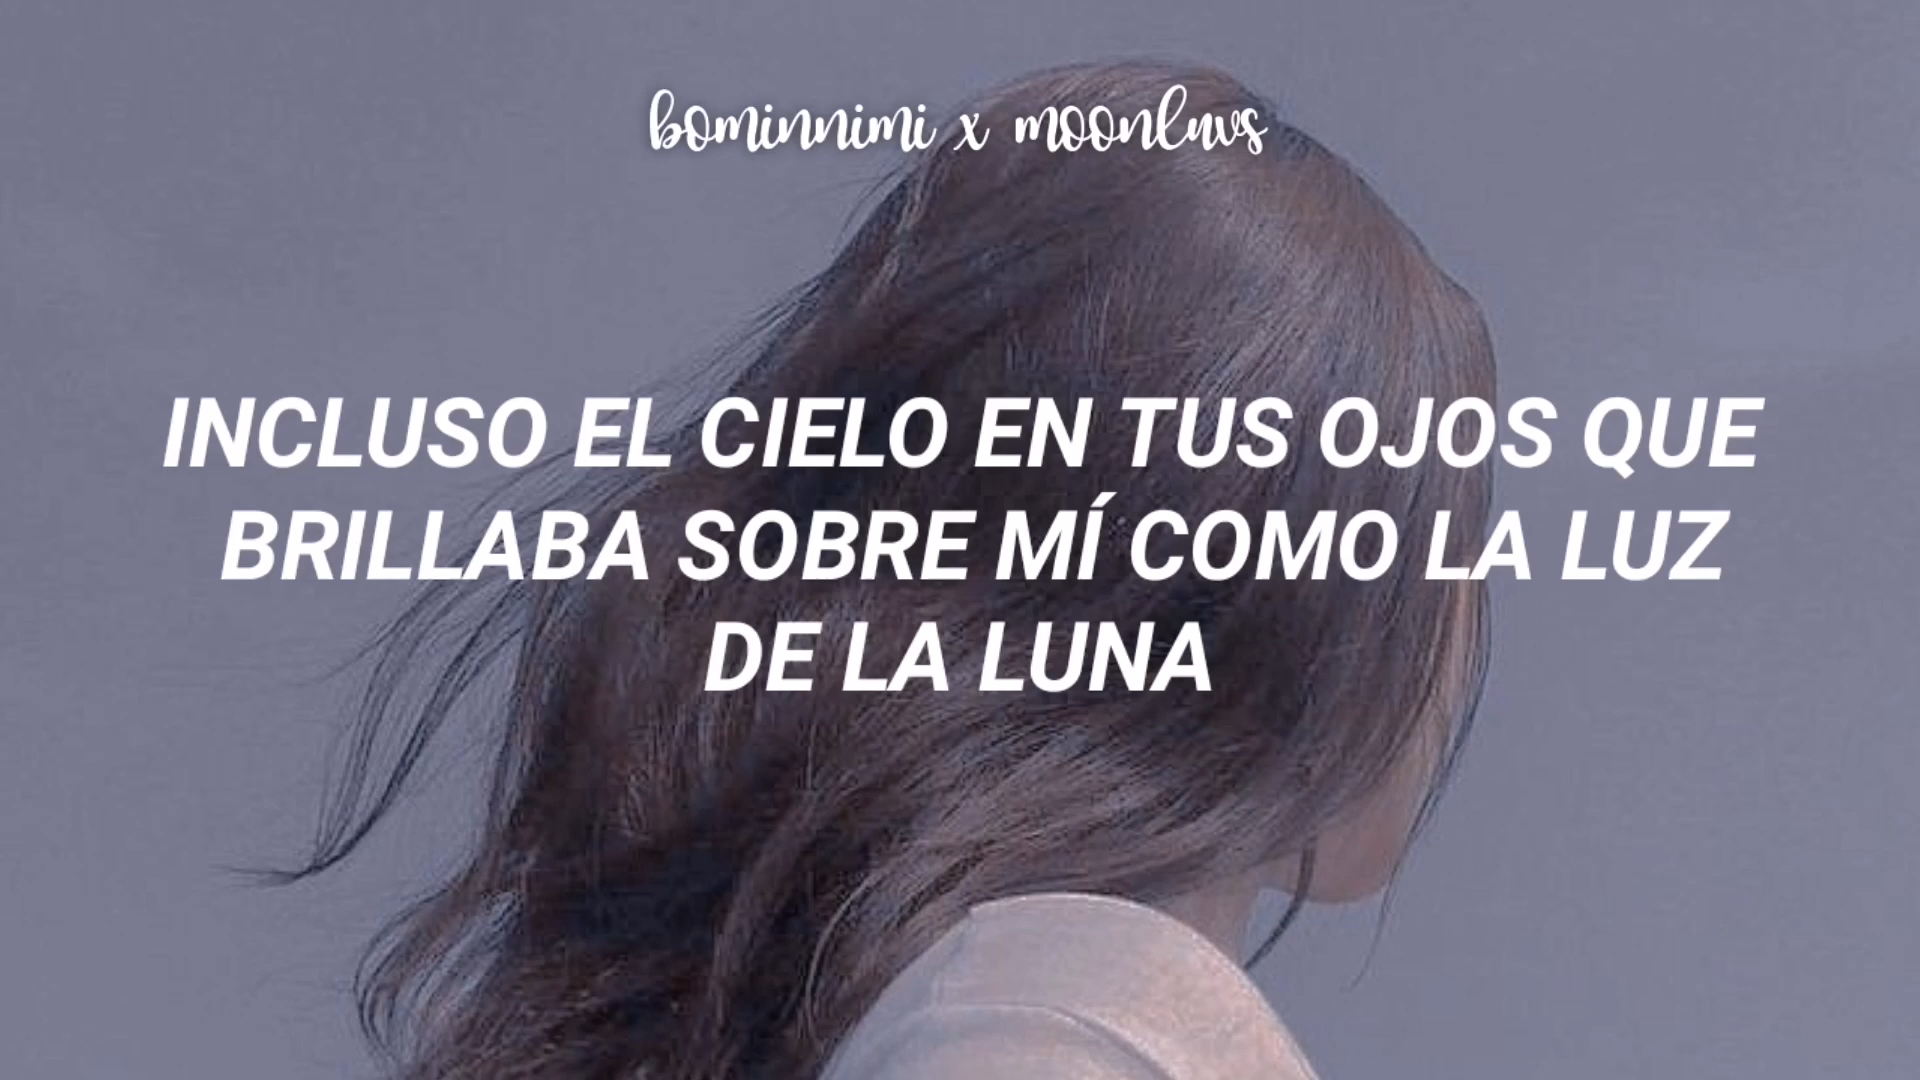 bominnimi x moonluvs
INCLUSO EL CIELO EN TUS OJOS QUE
BRILLABA SOBRE MÍ COMO LA LUZ
DE LA LUNA